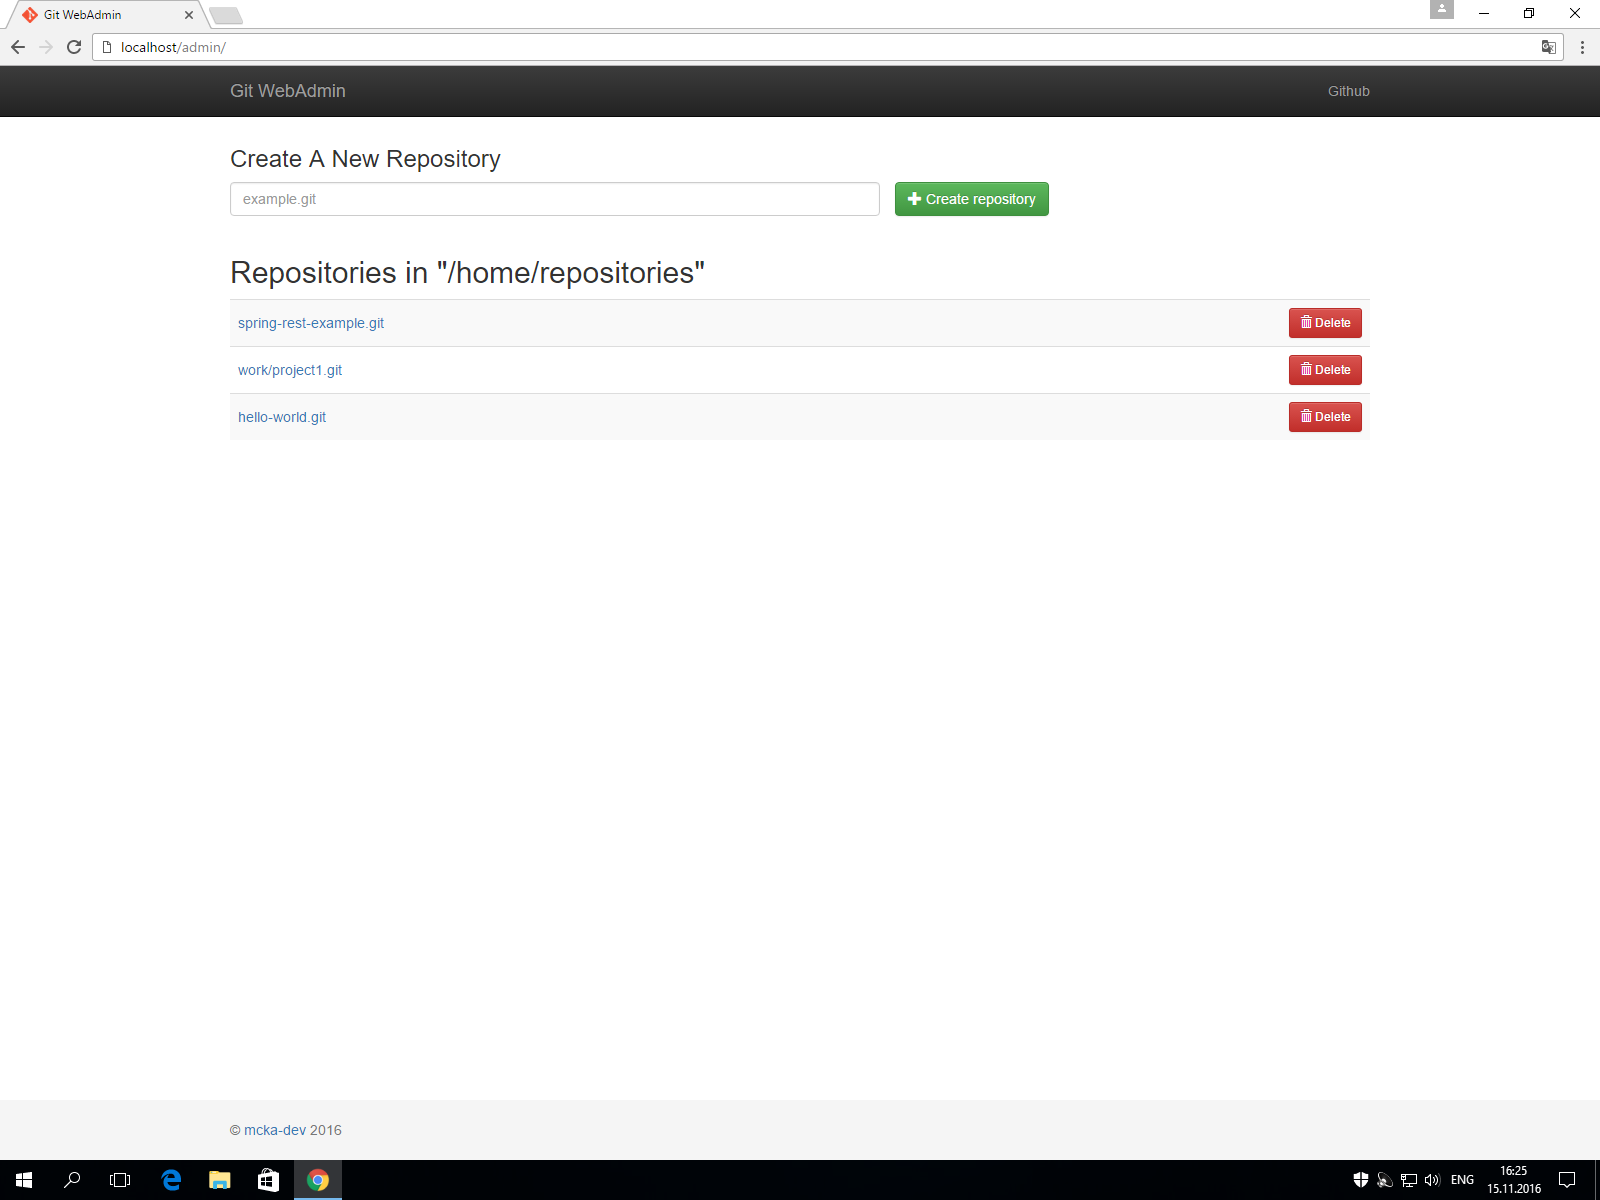 Git WebAdmin
localhost/admin/
Git WebAdmin
Github
Create A New Repository
example.git
Create repository
Repositories in "/home/repositories"
spring-rest-example.git
Delete
work/project1.git
Delete
hello-world.git
Delete
© mcka-dev 2016
ENG
16:25
15.11.2016